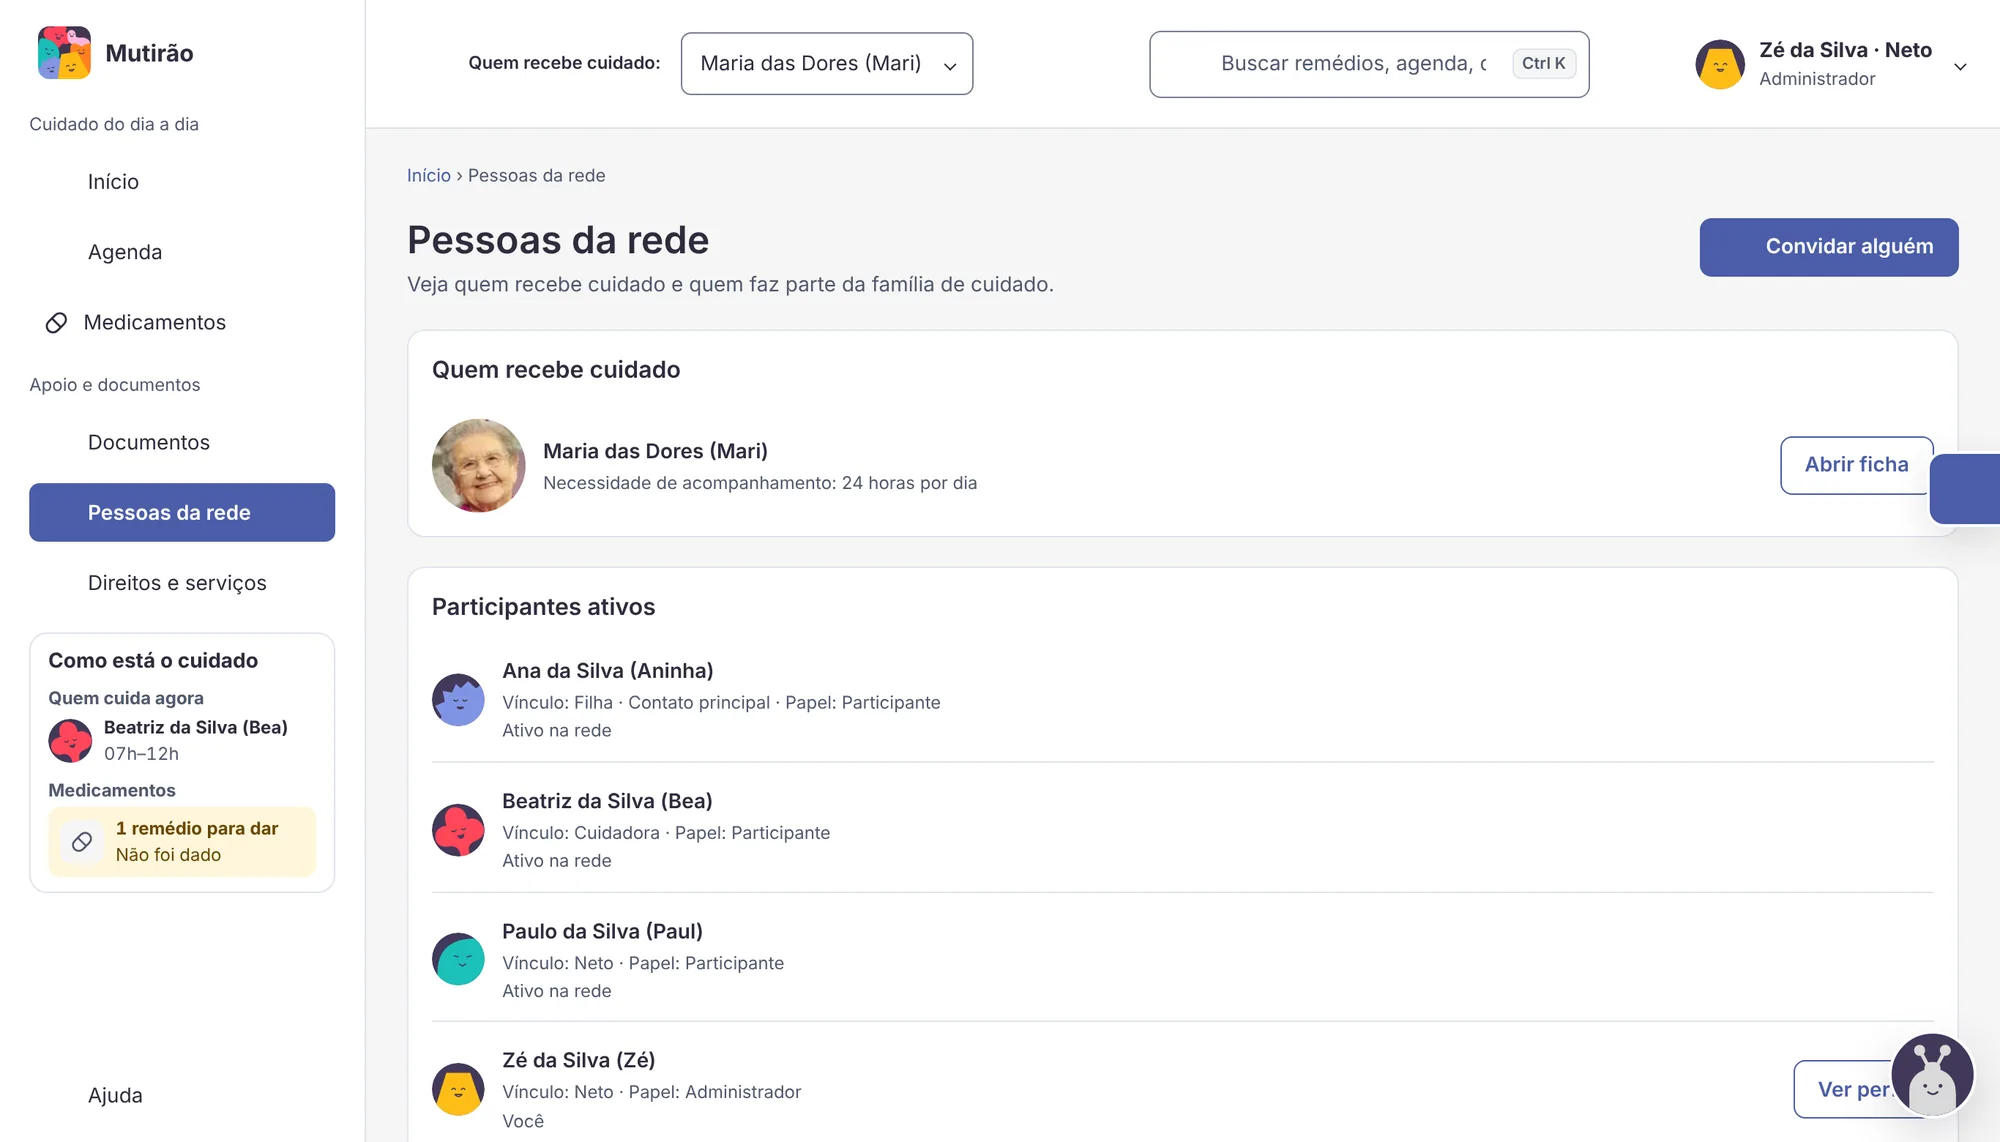 Mutirão
Cuidado do dia a dia
Início
Agenda
Medicamentos
Apoio e documentos
Documentos
Pessoas da rede
Direitos e serviços
Como está o cuidado
Quem cuida agora
Beatriz da Silva (Bea)
07h–12h
Medicamentos
1 remédio para dar
Não foi dado
Ajuda
Quem recebe cuidado:
Maria das Dores (Mari)
Buscar remédios, agenda,
Ctrl K
Zé da Silva · Neto
Administrador
Início › Pessoas da rede
Pessoas da rede
Veja quem recebe cuidado e quem faz parte da família de cuidado.
Convidar alguém
Quem recebe cuidado
Maria das Dores (Mari)
Necessidade de acompanhamento: 24 horas por dia
Abrir ficha
Participantes ativos
Ana da Silva (Aninha)
Vínculo: Filha · Contato principal · Papel: Participante
Ativo na rede
Beatriz da Silva (Bea)
Vínculo: Cuidadora · Papel: Participante
Ativo na rede
Paulo da Silva (Paul)
Vínculo: Neto · Papel: Participante
Ativo na rede
Zé da Silva (Zé)
Vínculo: Neto · Papel: Administrador
Você
Ver